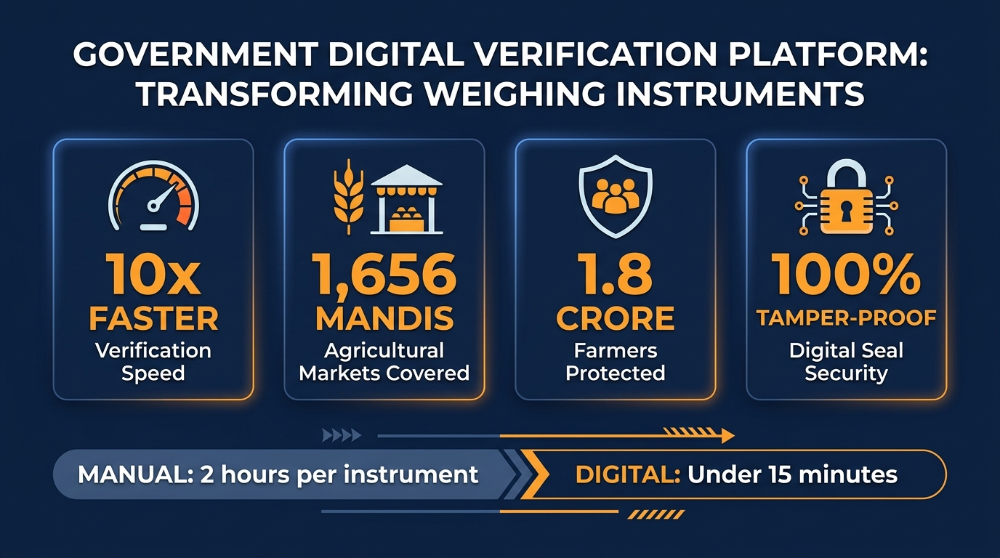 GOVERNMENT DIGITAL VERIFICATION PLATFORM:
TRANSFORMING WEIGHING INSTRUMENTS
10x
FASTER
Verification
Speed
1,656
MANDIS
Agricultural
Markets Covered
1.8
CRORE
Farmers
Protected
100%
TAMPER-PROOF
Digital Seal
Security
MANUAL: 2 hours per instrument
DIGITAL: Under 15 minutes